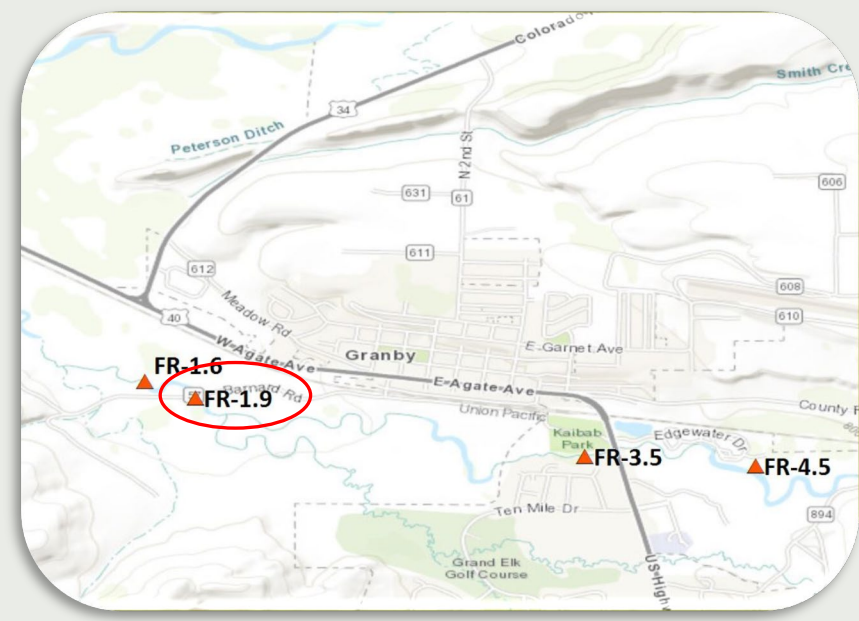 Colorado
34
Smith Cre
Peterson Ditch
N 2nd St
631
61
606
611
612
608
Meadow Rd
610
40
W-Agate-Ave
Granby
E-Garnet Ave
FR-1.6
Barnard Rd
FR-1.9
E-Agate-Ave
Union Pacific
County R
Kaibab
Park
Edgewater Dr
FR-3.5
FR-4.5
Ten Mile Dr
894
Grand Elk
Golf Course
US-Highw